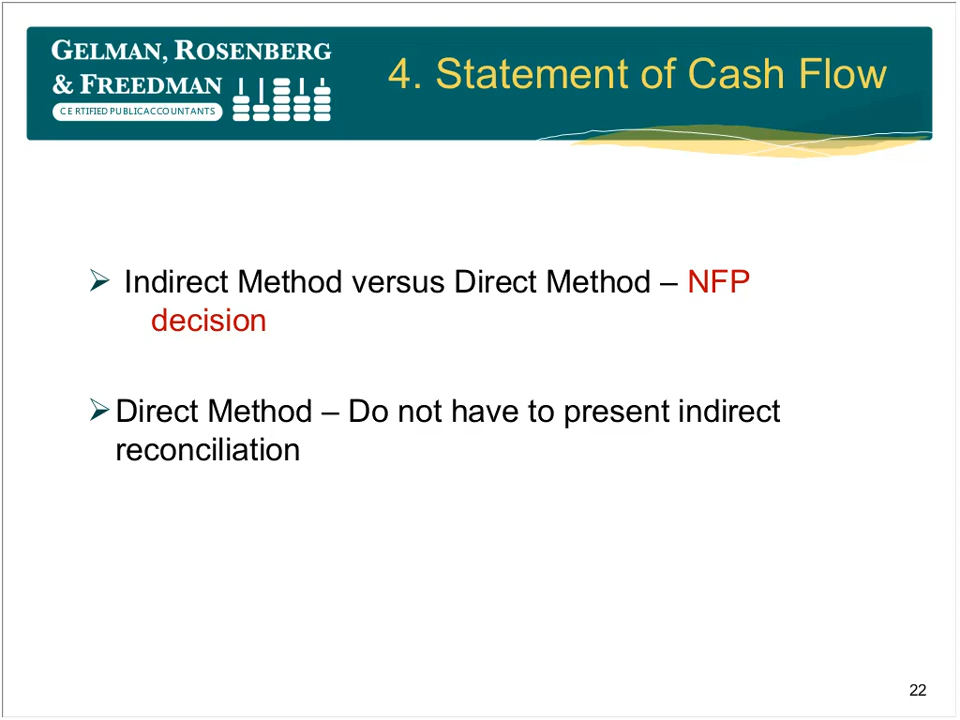 GELMAN, ROSENBERG
& FREEDMAN
CERTIFIED PUBLIC ACCOUNTANTS
4. Statement of Cash Flow
Indirect Method versus Direct Method – NFP
decision
Direct Method – Do not have to present indirect
reconciliation
22